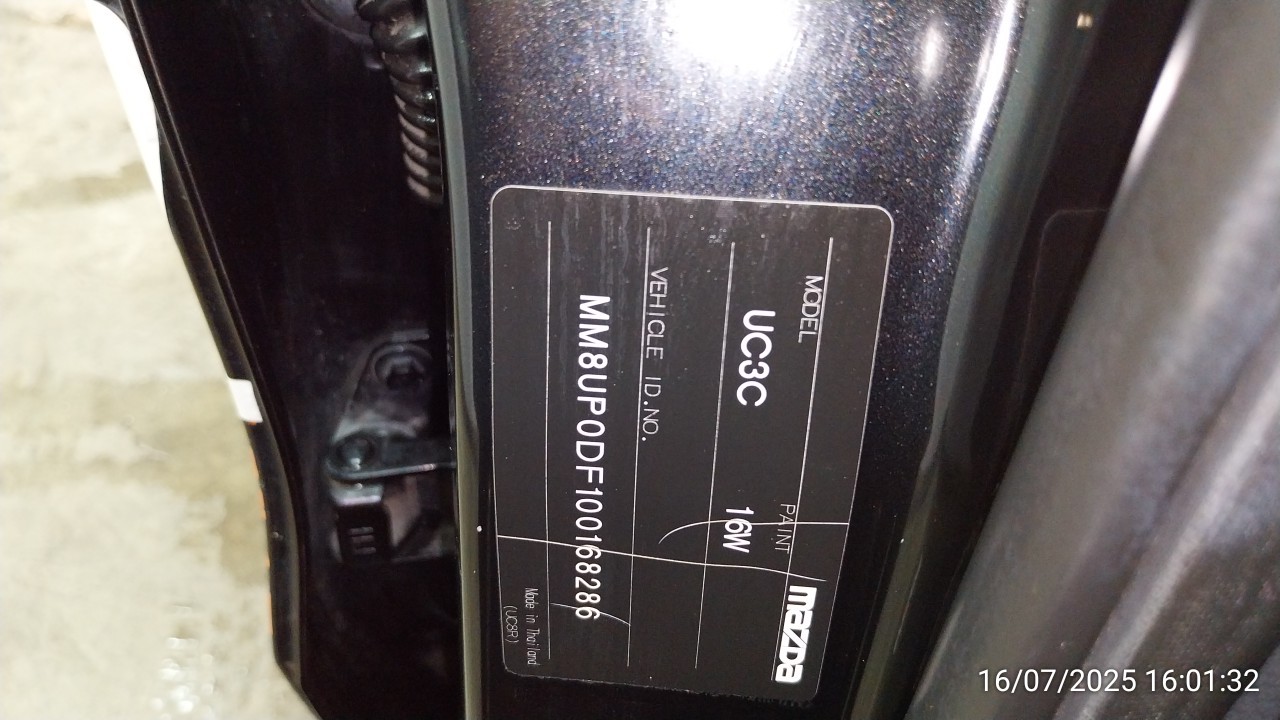 mazda
MODEL PAINT
UC3C 16W
VEHICLE ID.NO.
MM8UP0DF100168286
Made in Thailand
(UC8R)
16/07/2025 16:01:32